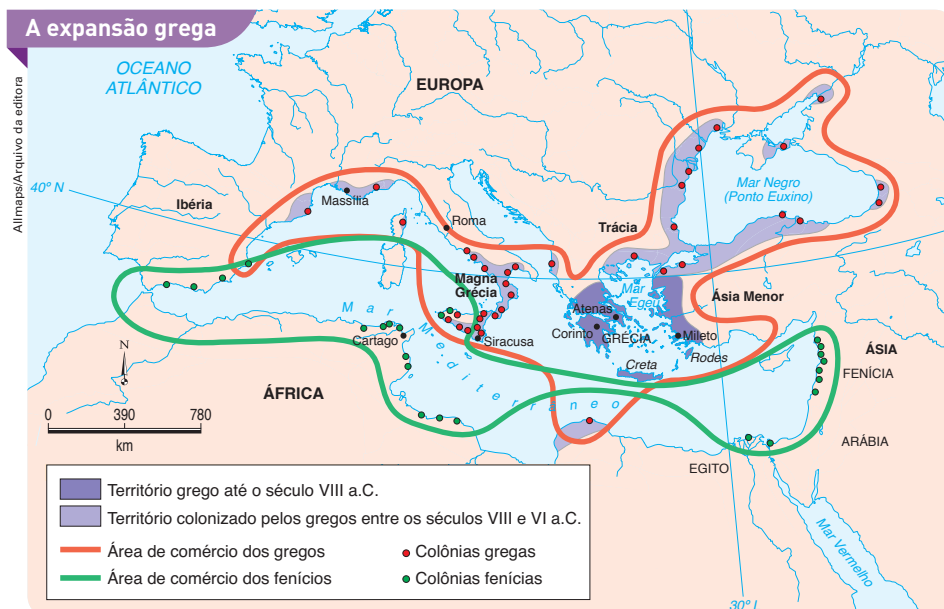 A expansão grega
Allmaps/Arquivo da editora
OCEANO
ATLÂNTICO
EUROPA
40º N
Ibéria
Massília
Roma
Trácia
Mar Negro
(Ponto Euxino)
Magna
Grécia
Mar
Egeu
Ásia Menor
Atenas
Corinto
GRÉCIA
Mileto
Siracusa
Cartago
Rodes
Creta
Mar Mediterrâneo
ÁSIA
FENÍCIA
ÁFRICA
ARÁBIA
EGITO
Mar Vermelho
N
0 390 780
km
Território grego até o século VIII a.C.
Território colonizado pelos gregos entre os séculos VIII e VI a.C.
Área de comércio dos gregos
Colônias gregas
Área de comércio dos fenícios
Colônias fenícias